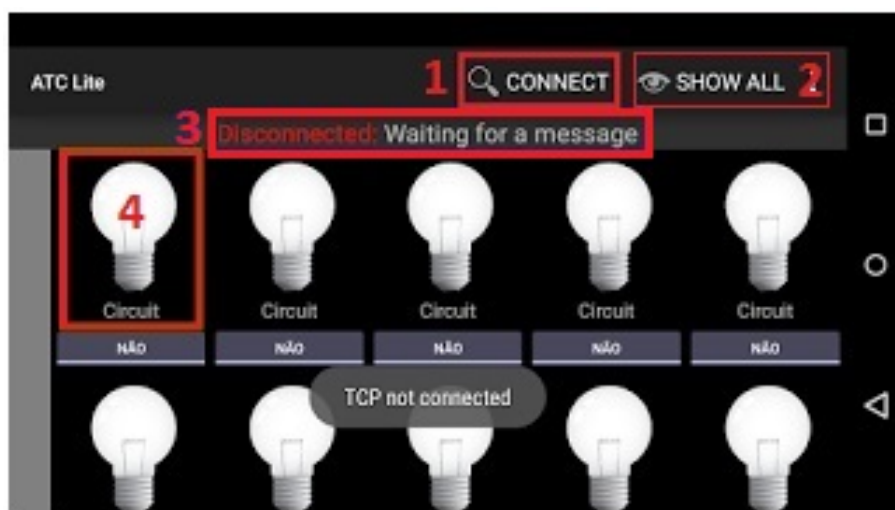 ATC Lite 1 CONNECT SHOW ALL 2
3 Disconnected: Waiting for a message
4
Circuit Circuit Circuit Circuit Circuit
NÃO NÃO NÃO NÃO NÃO
TCP not connected